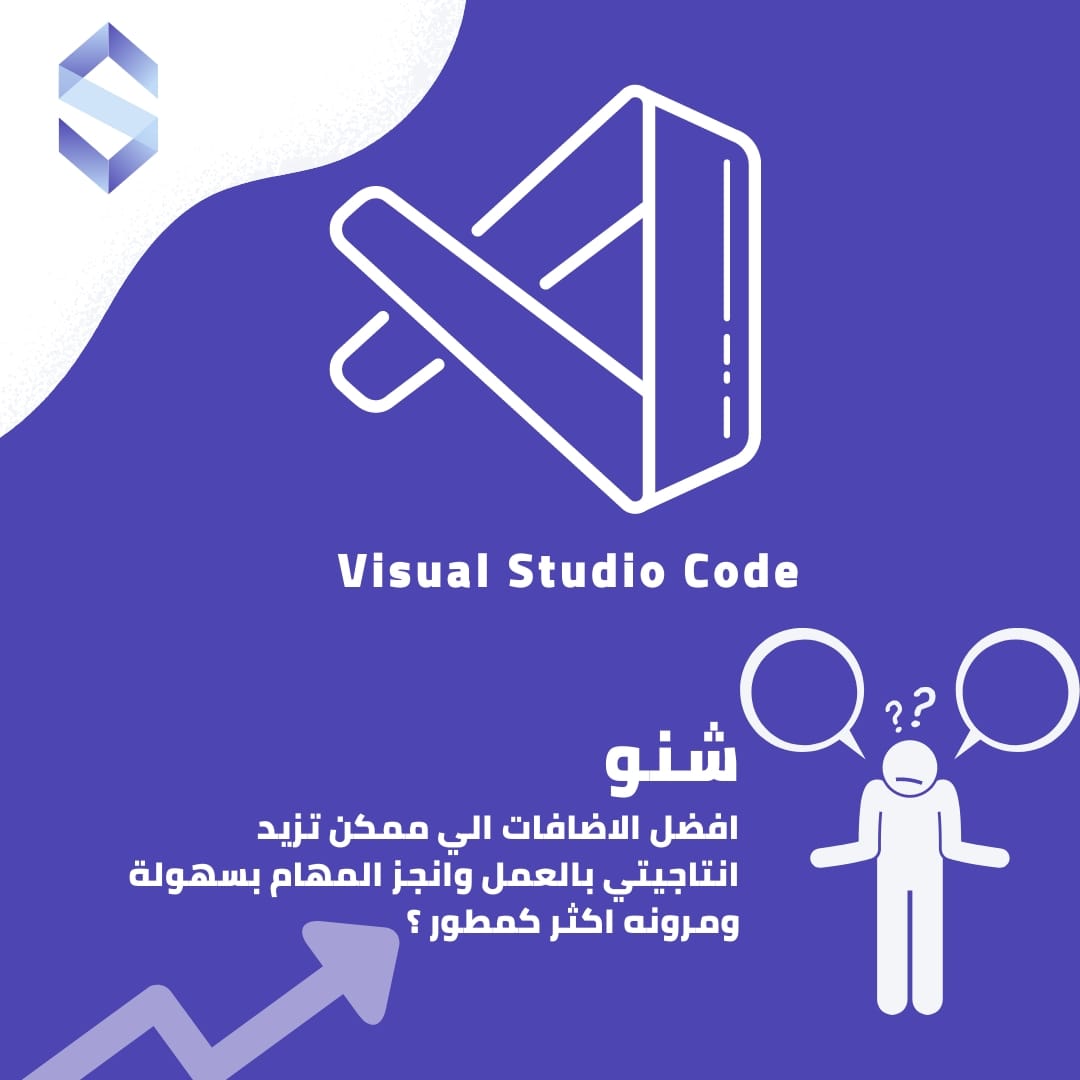 Visual Studio Code
??
شنو
افضل الاضافات الي ممكن تزيد
انتاجيتي بالعمل وانجز المهام بسهولة
ومرونه اكثر كمطور ؟